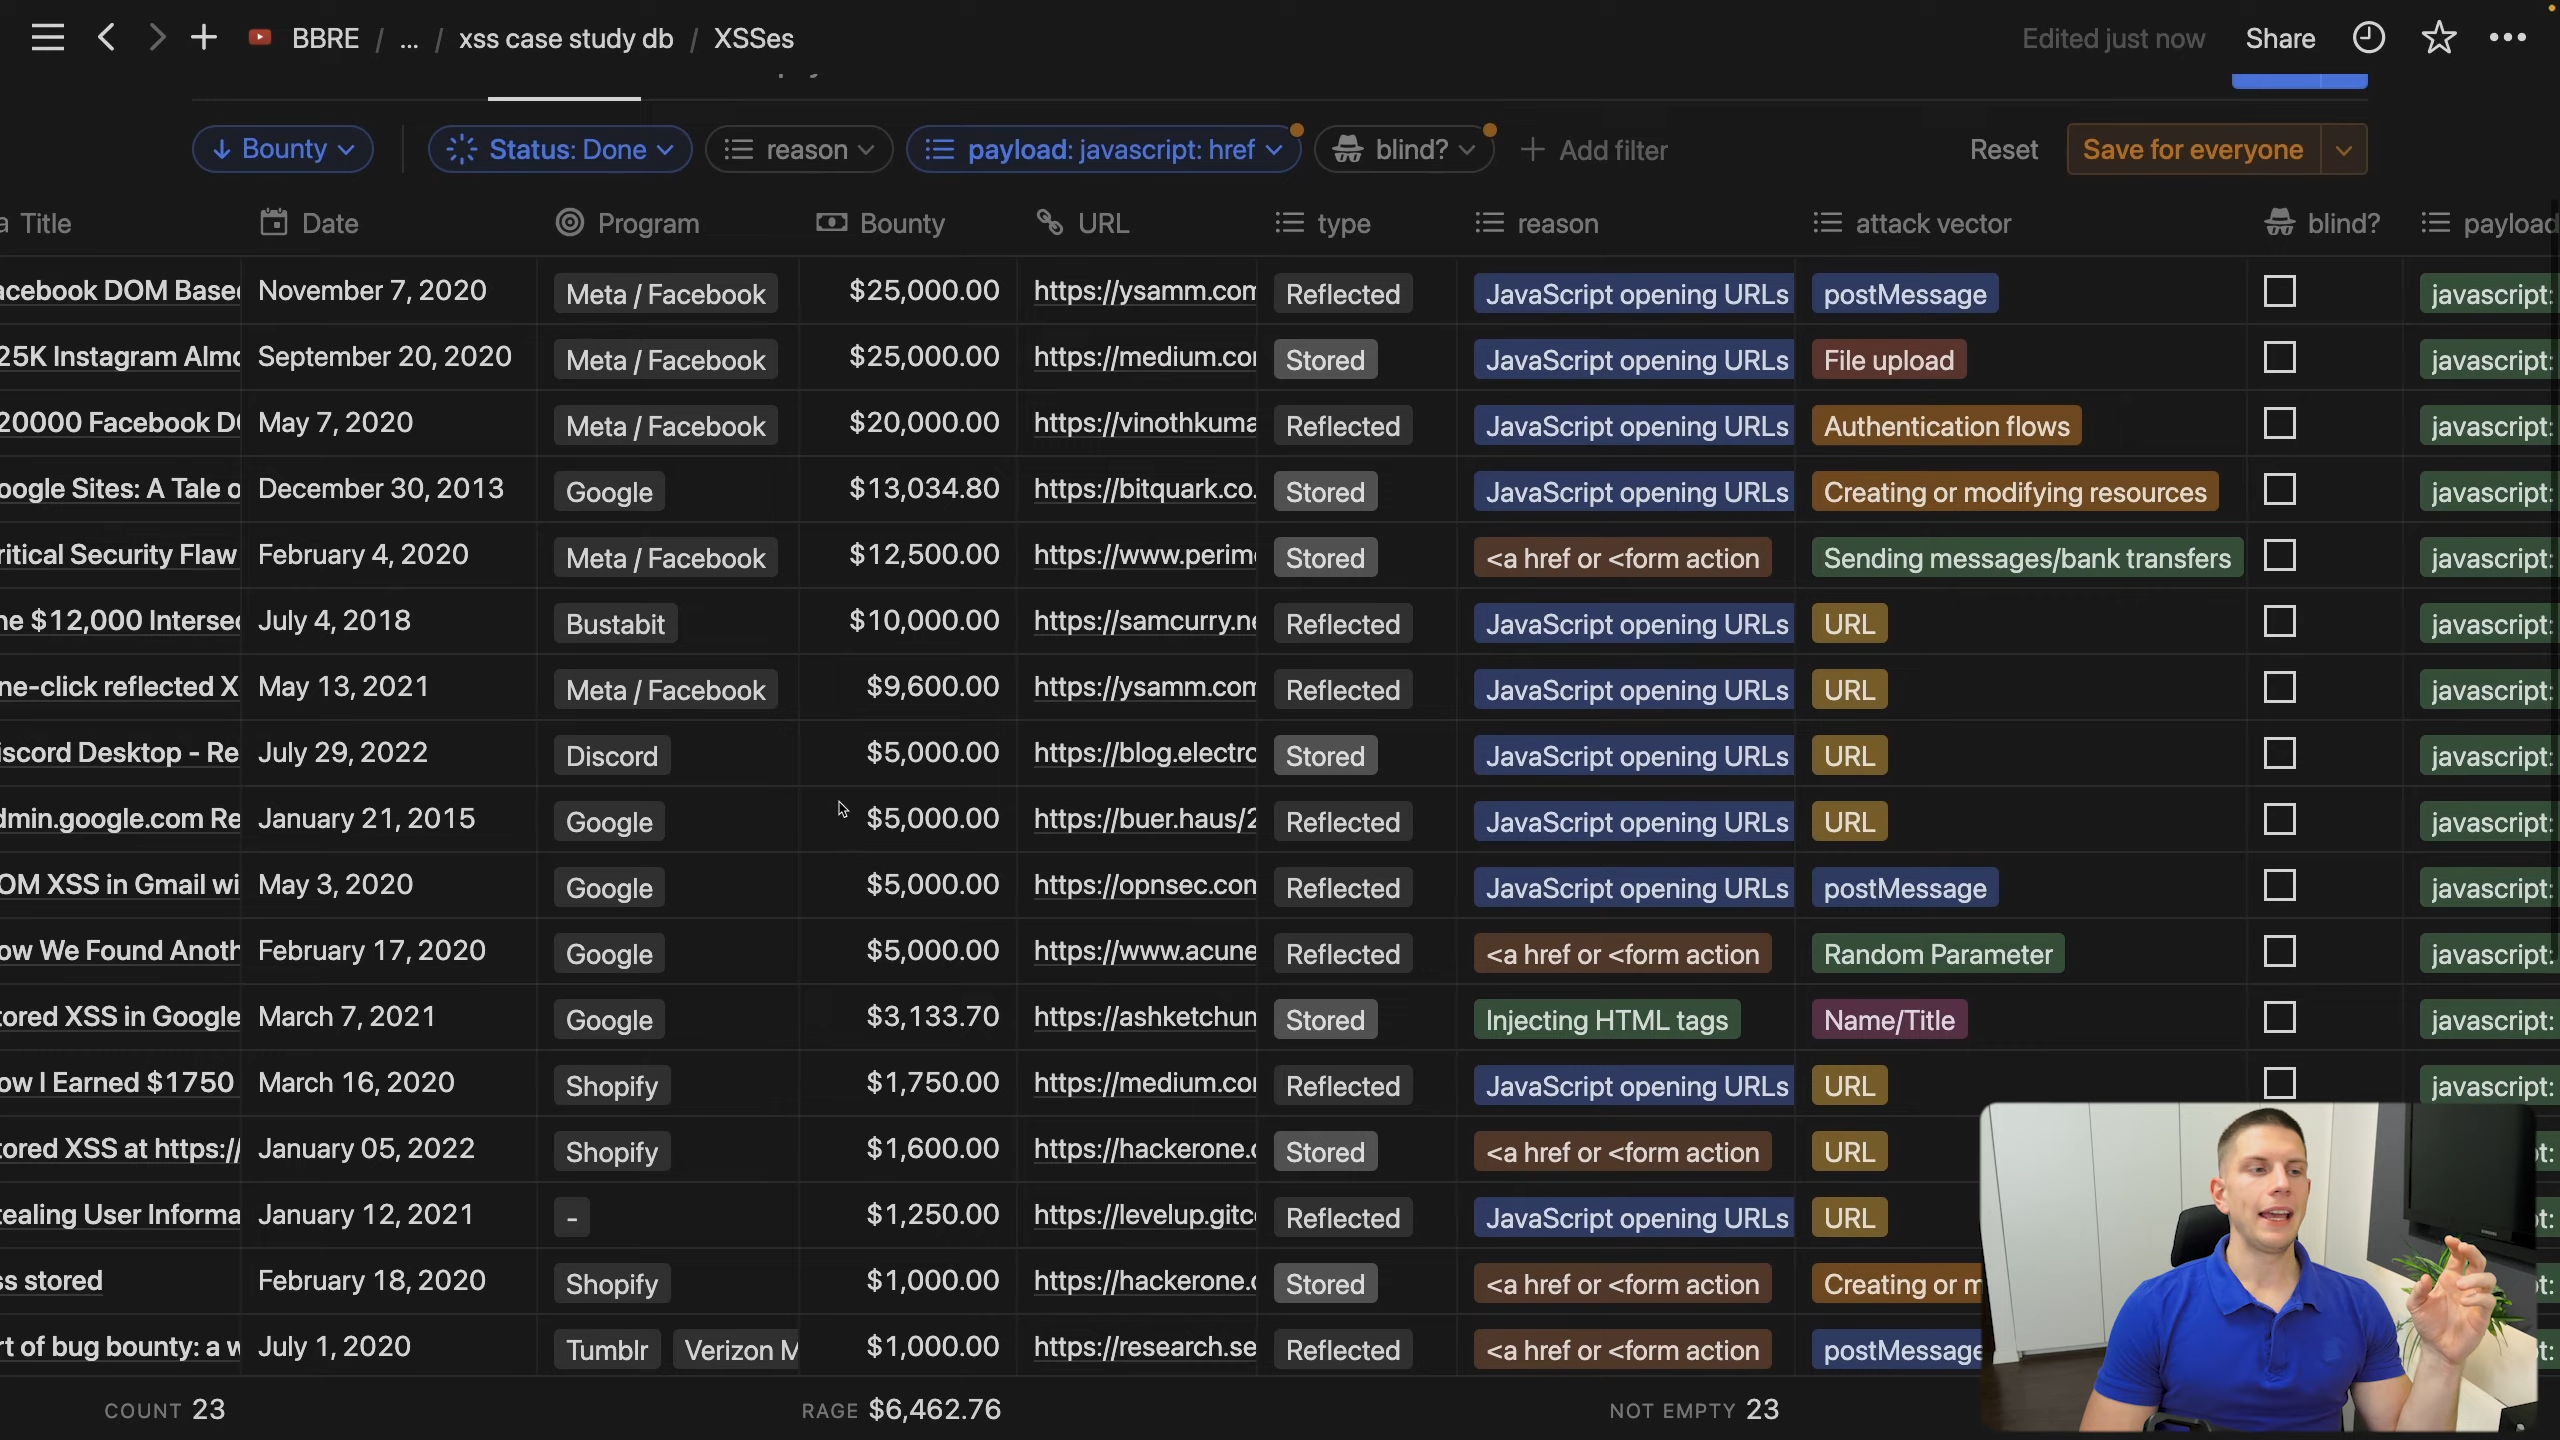 BBRE / ... / xss case study db / XSSes
Edited just now Share
Bounty Status: Done reason payload: javascript: href blind? Add filter Reset Save for everyone
Title Date Program Bounty URL type reason attack vector blind? payload
acebook DOM Base November 7, 2020 Meta / Facebook $25,000.00 https://ysamm.com Reflected JavaScript opening URLs postMessage javascript:
25K Instagram Almo September 20, 2020 Meta / Facebook $25,000.00 https://medium.co Stored JavaScript opening URLs File upload javascript:
20000 Facebook D May 7, 2020 Meta / Facebook $20,000.00 https://vinothkuma Reflected JavaScript opening URLs Authentication flows javascript:
oogle Sites: A Tale o December 30, 2013 Google $13,034.80 https://bitquark.co. Stored JavaScript opening URLs Creating or modifying resources javascript:
ritical Security Flaw February 4, 2020 Meta / Facebook $12,500.00 https://www.perim Stored <a href or <form action Sending messages/bank transfers javascript:
ne $12,000 Interse July 4, 2018 Bustabit $10,000.00 https://samcurry.ne Reflected JavaScript opening URLs URL javascript:
ne-click reflected X May 13, 2021 Meta / Facebook $9,600.00 https://ysamm.com Reflected JavaScript opening URLs URL javascript:
iscord Desktop - Re July 29, 2022 Discord $5,000.00 https://blog.electro Stored JavaScript opening URLs URL javascript:
dmin.google.com Re January 21, 2015 Google $5,000.00 https://buer.haus/2 Reflected JavaScript opening URLs URL javascript:
OM XSS in Gmail wi May 3, 2020 Google $5,000.00 https://opnsec.com Reflected JavaScript opening URLs postMessage javascript:
ow We Found Anoth February 17, 2020 Google $5,000.00 https://www.acune Reflected <a href or <form action Random Parameter javascript:
tored XSS in Google March 7, 2021 Google $3,133.70 https://ashketchum Stored Injecting HTML tags Name/Title javascript:
ow I Earned $1750 March 16, 2020 Shopify $1,750.00 https://medium.co Reflected JavaScript opening URLs URL javascript:
tored XSS at https:// January 05, 2022 Shopify $1,600.00 https://hackerone.c Stored <a href or <form action URL pt:
tealing User Informa January 12, 2021 - $1,250.00 https://levelup.gitc Reflected JavaScript opening URLs URL pt:
ss stored February 18, 2020 Shopify $1,000.00 https://hackerone.c Stored <a href or <form action Creating or m pt:
rt of bug bounty: a w July 1, 2020 Tumblr Verizon M $1,000.00 https://research.se Reflected <a href or <form action postMessage pt:
COUNT 23 RAGE $6,462.76 NOT EMPTY 23